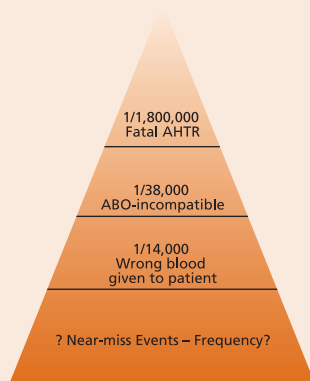 1/1,800,000
Fatal AHTR
1/38,000
ABO-incompatible
1/14,000
Wrong blood
given to patient
? Near-miss Events – Frequency?